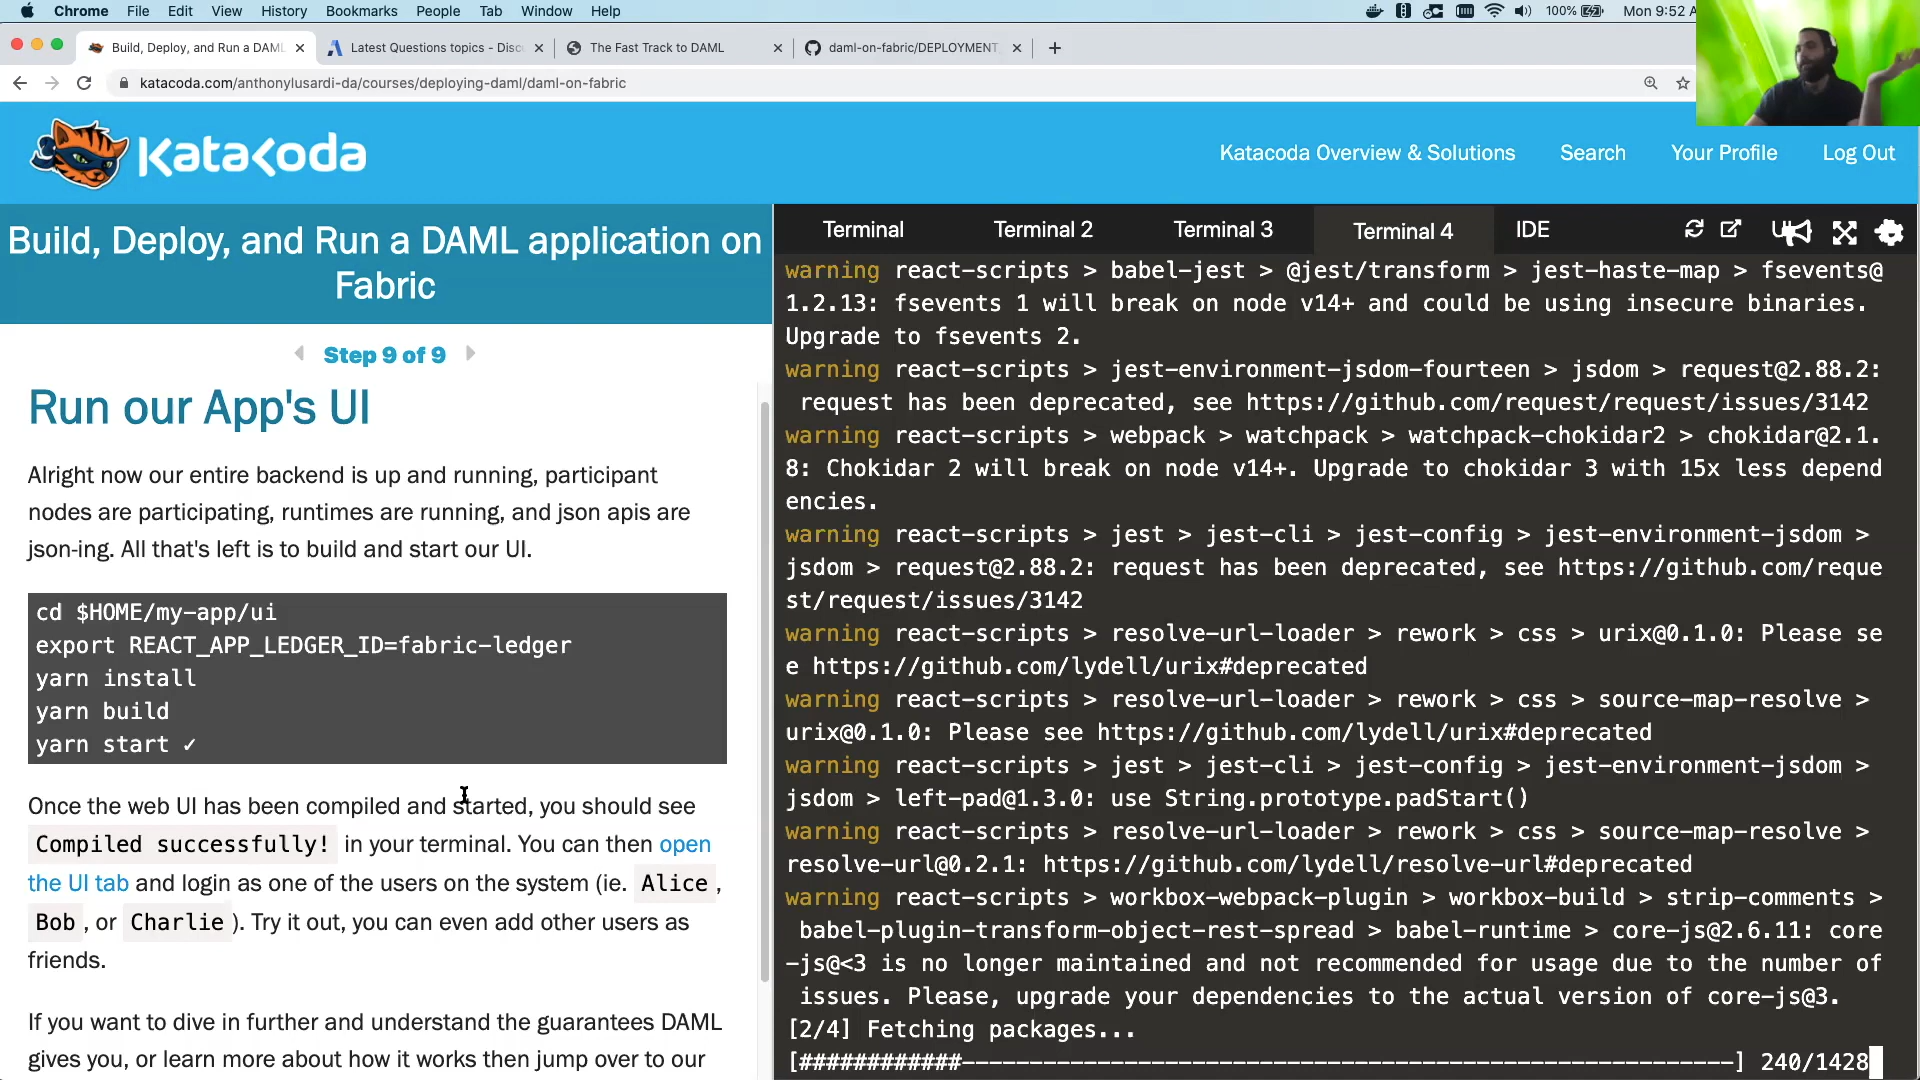 Chrome File Edit View History Bookmarks People Tab Window Help 100% Mon 9:52 A
Build, Deploy, and Run a DAML Latest Questions topics - Disc The Fast Track to DAML daml-on-fabric/DEPLOYMENT
katacoda.com/anthonylusardi-da/courses/deploying-daml/daml-on-fabric
Katacoda
Katacoda Overview & Solutions Search Your Profile Log Out
Build, Deploy, and Run a DAML application on
Fabric
Step 9 of 9
Run our App's UI
Alright now our entire backend is up and running, participant
nodes are participating, runtimes are running, and json apis are
json-ing. All that's left is to build and start our UI.
cd $HOME/my-app/ui
export REACT_APP_LEDGER_ID=fabric-ledger
yarn install
yarn build
yarn start ✓
Once the web UI has been compiled and started, you should see
Compiled successfully! in your terminal. You can then open
the UI tab and login as one of the users on the system (ie. Alice ,
Bob , or Charlie ). Try it out, you can even add other users as
friends.
If you want to dive in further and understand the guarantees DAML
gives you, or learn more about how it works then jump over to our
Terminal Terminal 2 Terminal 3 Terminal 4 IDE
warning react-scripts > babel-jest > @jest/transform > jest-haste-map > fsevents@
1.2.13: fsevents 1 will break on node v14+ and could be using insecure binaries.
Upgrade to fsevents 2.
warning react-scripts > jest-environment-jsdom-fourteen > jsdom > request@2.88.2:
request has been deprecated, see https://github.com/request/request/issues/3142
warning react-scripts > webpack > watchpack > watchpack-chokidar2 > chokidar@2.1.
8: Chokidar 2 will break on node v14+. Upgrade to chokidar 3 with 15x less depend
encies.
warning react-scripts > jest > jest-cli > jest-config > jest-environment-jsdom >
jsdom > request@2.88.2: request has been deprecated, see https://github.com/reque
st/request/issues/3142
warning react-scripts > resolve-url-loader > rework > css > urix@0.1.0: Please se
e https://github.com/lydell/urix#deprecated
warning react-scripts > resolve-url-loader > rework > css > source-map-resolve >
urix@0.1.0: Please see https://github.com/lydell/urix#deprecated
warning react-scripts > jest > jest-cli > jest-config > jest-environment-jsdom >
jsdom > left-pad@1.3.0: use String.prototype.padStart()
warning react-scripts > resolve-url-loader > rework > css > source-map-resolve >
resolve-url@0.2.1: https://github.com/lydell/resolve-url#deprecated
warning react-scripts > workbox-webpack-plugin > workbox-build > strip-comments >
babel-plugin-transform-object-rest-spread > babel-runtime > core-js@2.6.11: core
-js@<3 is no longer maintained and not recommended for usage due to the number of
issues. Please, upgrade your dependencies to the actual version of core-js@3.
[2/4] Fetching packages...
[############---------------------------------------------------------] 240/1428